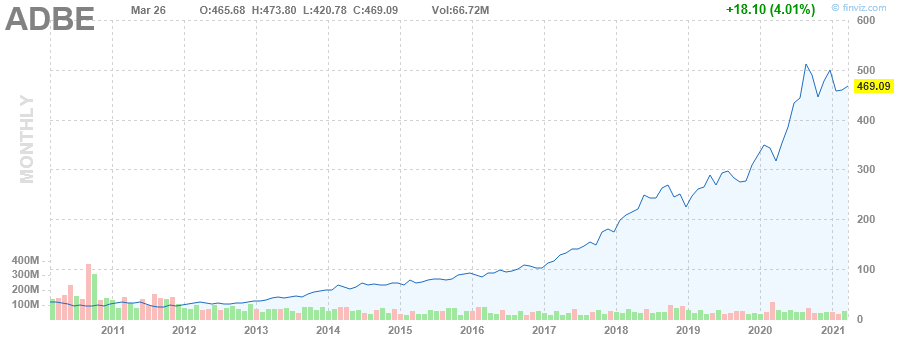 ADBE Mar 26 O:465.68 H:473.80 L:420.78 C:469.09 Vol:66.72M +18.10 (4.01%) © finviz.com
MONTHLY
600
500
469.09
400
300
200
100
0
400M
300M
200M
100M
2011 2012 2013 2014 2015 2016 2017 2018 2019 2020 2021